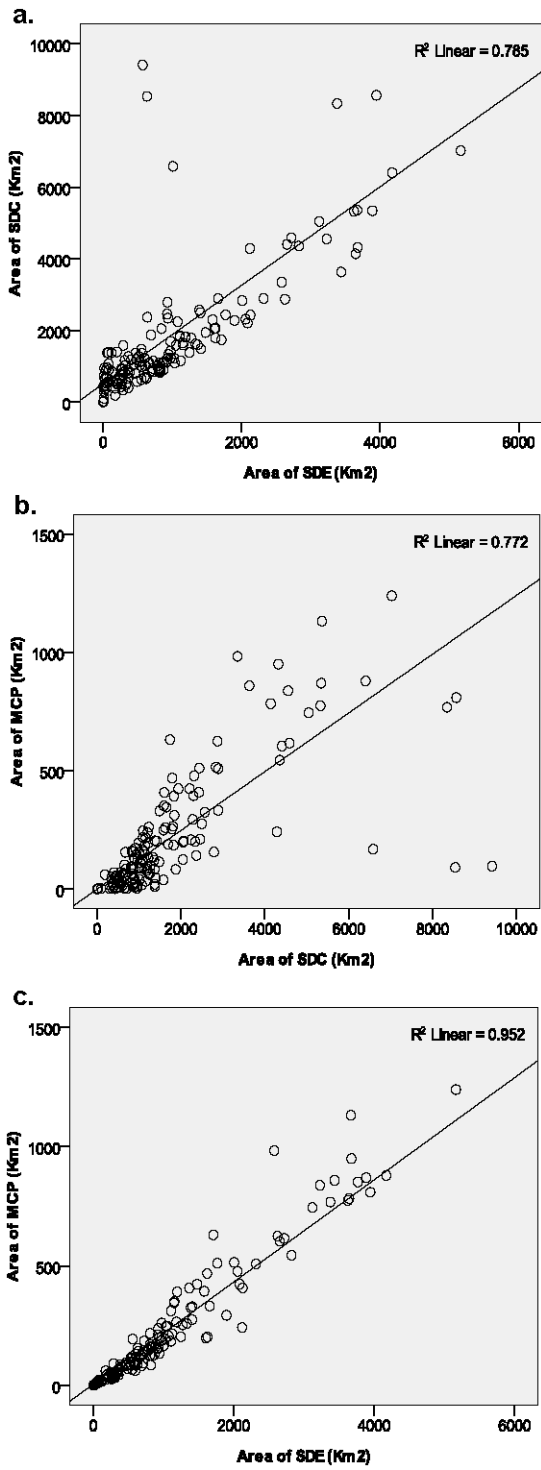 a.
R² Linear = 0.785
10000
8000
6000
4000
2000
0
Area of SDC (Km2)
0 2000 4000 6000
Area of SDE (Km2)
b.
R² Linear = 0.772
1500
1000
500
0
Area of MCP (Km2)
0 2000 4000 6000 8000 10000
Area of SDC (Km2)
c.
R² Linear = 0.952
1500
1000
500
0
Area of MCP (Km2)
0 2000 4000 6000
Area of SDE (Km2)